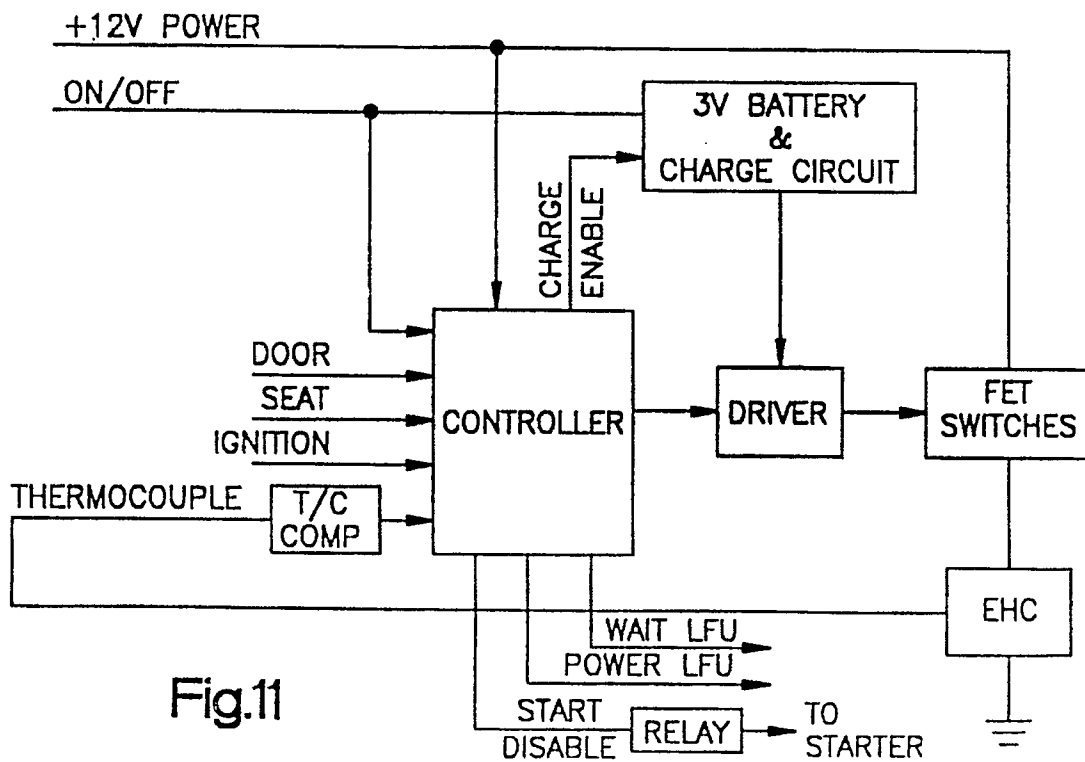 +12V POWER
ON/OFF
3V BATTERY
&
CHARGE CIRCUIT
CHARGE
ENABLE
DOOR
SEAT
IGNITION
THERMOCOUPLE
T/C
COMP
CONTROLLER
DRIVER
FET
SWITCHES
EHC
WAIT LFU
POWER LFU
START
DISABLE
RELAY
TO
STARTER
Fig.11